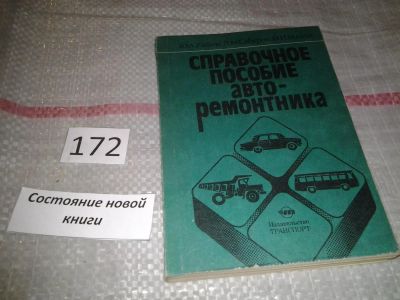 СПРАВОЧНОЕ
ПОСОБИЕ
авто-
ремонтника
Издательство
ТРАНСПОРТ
172
Состояние новой
книги